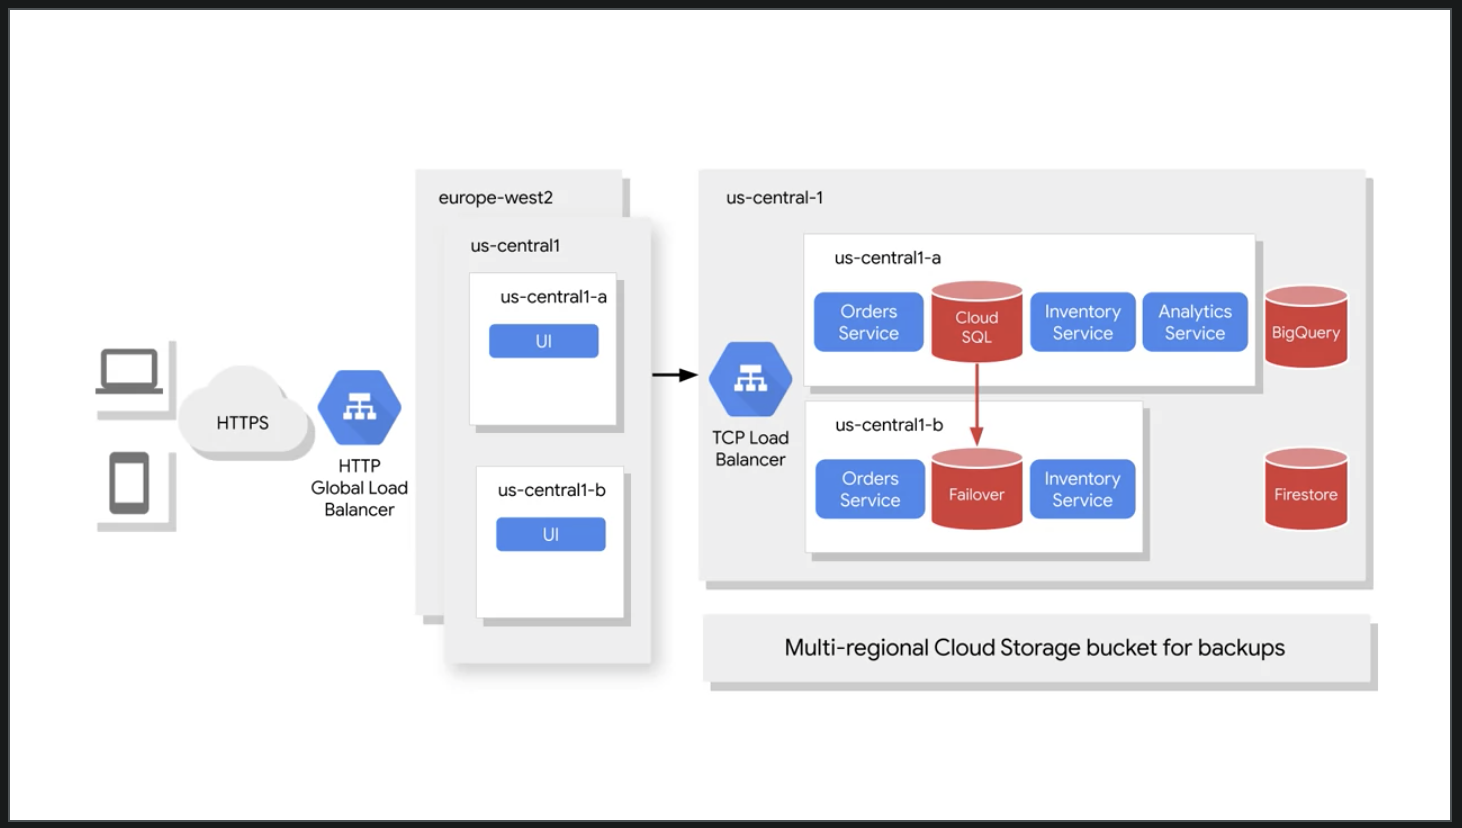 HTTPS
HTTP
Global Load
Balancer
europe-west2
us-central1
us-central1-a
UI
us-central1-b
UI
us-central-1
TCP Load
Balancer
us-central1-a
Orders
Service
Cloud
SQL
Inventory
Service
Analytics
Service
BigQuery
us-central1-b
Orders
Service
Failover
Inventory
Service
Firestore
Multi-regional Cloud Storage bucket for backups